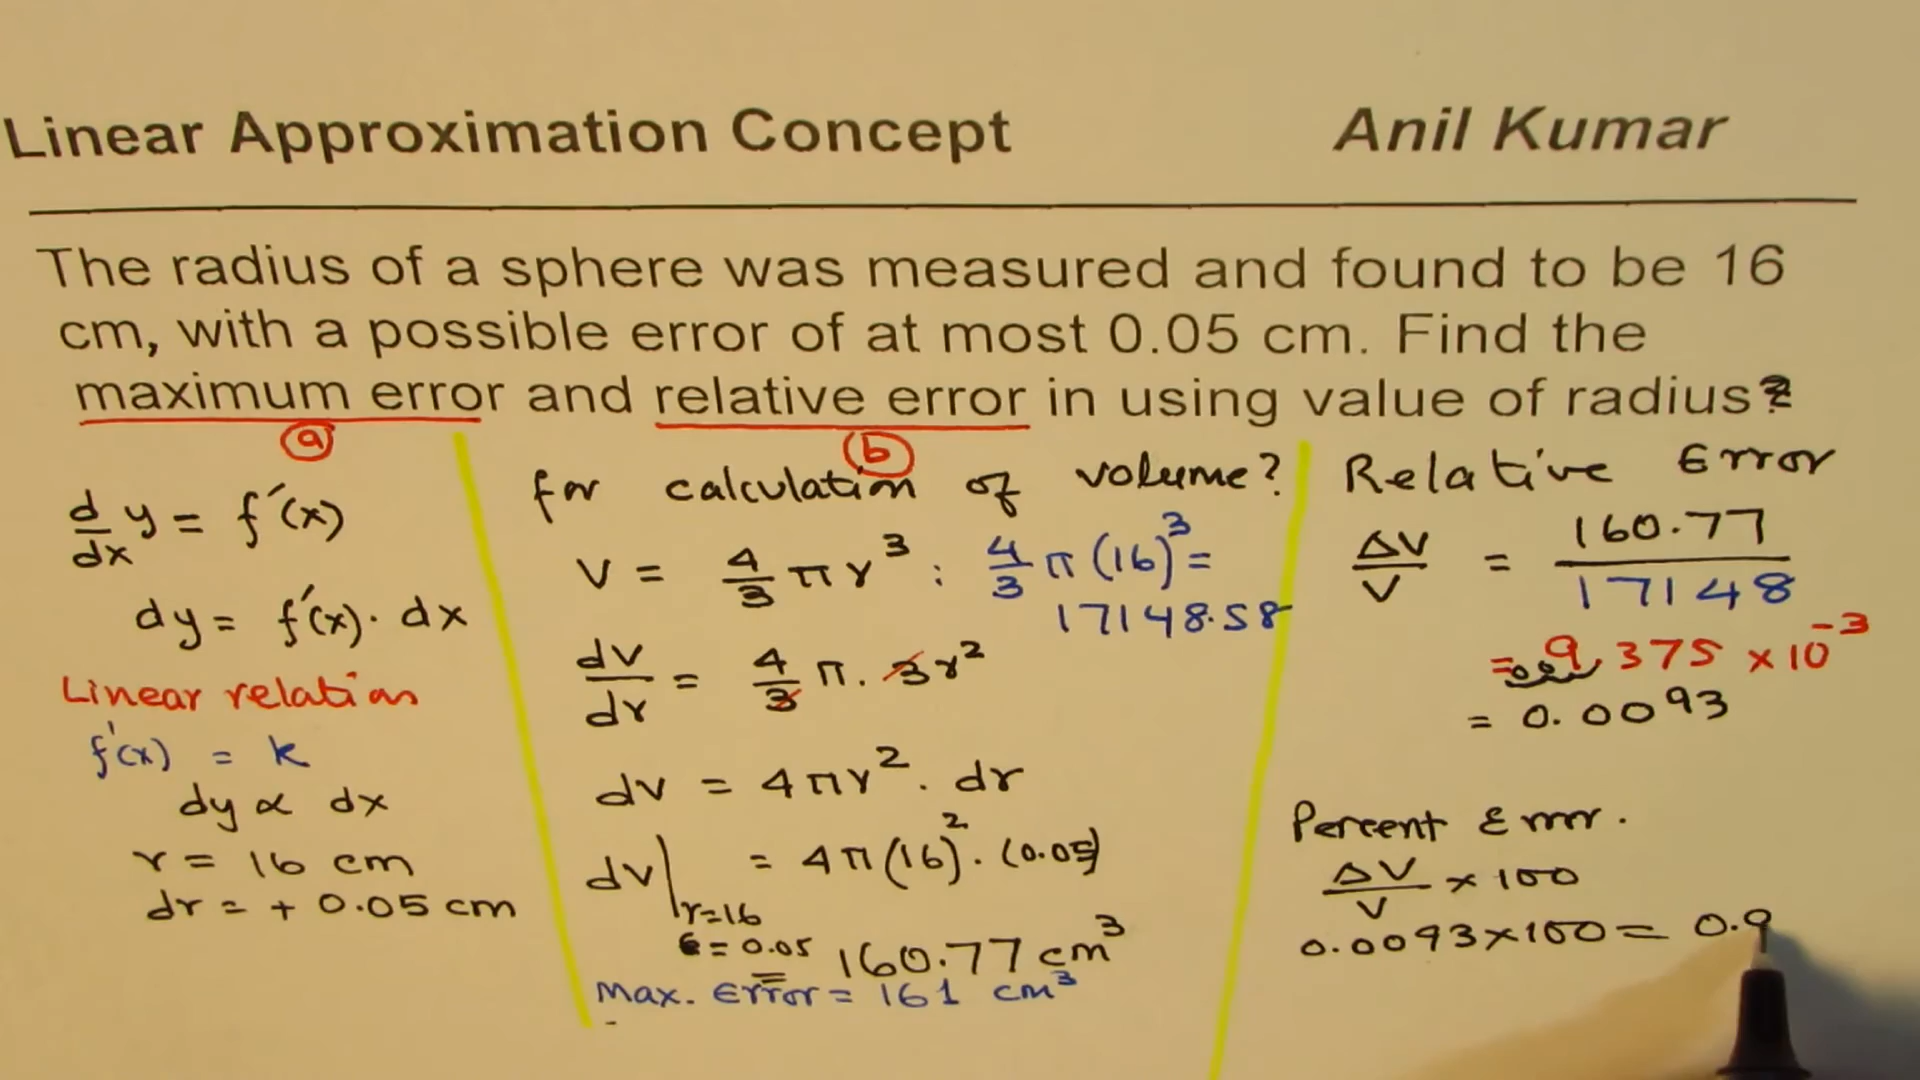 Linear Approximation Concept Anil Kumar
The radius of a sphere was measured and found to be 16
cm, with a possible error of at most 0.05 cm. Find the
maximum error and relative error in using value of radius?
(a) (b)
d/dx y = f'(x)
dy = f'(x) · dx
Linear relation
f'(x) = k
dy ∝ dx
r = 16 cm
dr = + 0.05 cm
for calculation of volume?
V = 4/3 π r³ : 4/3 π (16)³ =
17148.58
dV/dr = 4/3 π · 3r²
dv = 4πr² · dr
dv| = 4π(16)² · (0.05)
r=16
ε = 0.05 160.77 cm³
Max. Error = 161 cm³
Relative Error
ΔV/V = 160.77/17148
= 9.375 × 10⁻³
= 0.0093
Percent Error.
ΔV/V × 100
0.0093×100 = 0.9